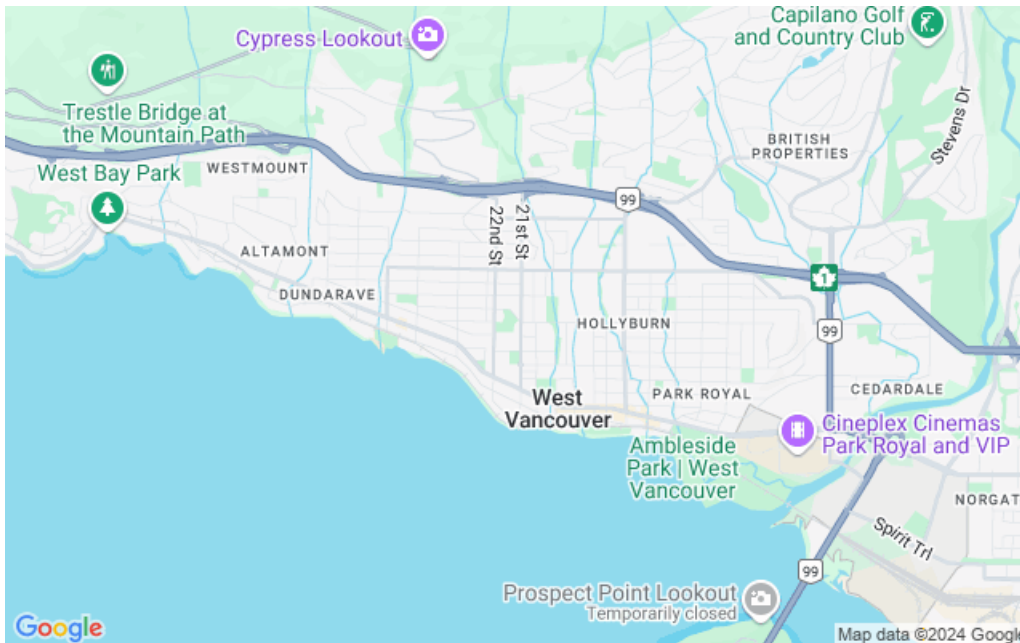 Capilano Golf
and Country Club
Cypress Lookout
Trestle Bridge at
the Mountain Path
Stevens Dr
BRITISH
PROPERTIES
WESTMOUNT
West Bay Park
99
22nd St
21st St
ALTAMONT
1
DUNDARAVE
HOLLYBURN
99
CEDARDALE
PARK ROYAL
West
Vancouver
Cineplex Cinemas
Park Royal and VIP
Ambleside
Park | West
Vancouver
NORGAT
Spirit Trl
99
Prospect Point Lookout
Temporarily closed
Google
Map data ©2024 Google